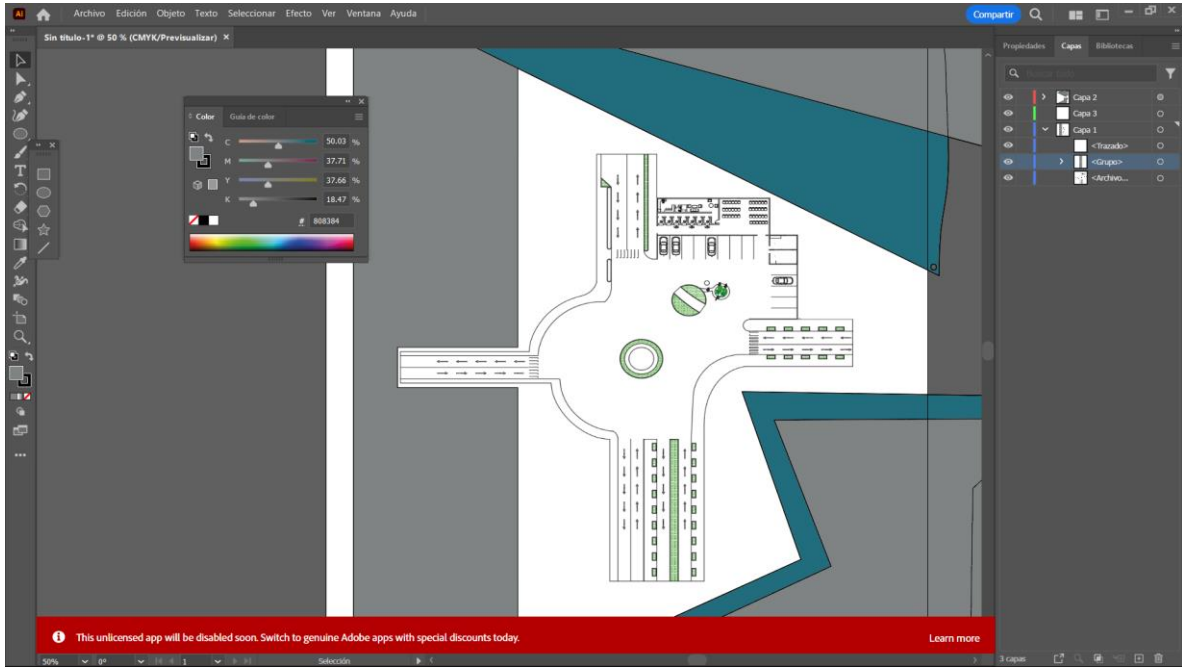 Ai Archivo Edición Objeto Texto Seleccionar Efecto Ver Ventana Ayuda Compartir
Sin título-1* @ 50 % (CMYK/Previsualizar) ×
Color Guía de color
C 50.03 %
M 37.71 %
Y 37.66 %
K 18.47 %
# 808384
Propiedades Capas Bibliotecas
Buscar todo
Capa 2
Capa 3
Capa 1
<Trazado>
<Grupo>
<Archivo...
This unlicensed app will be disabled soon. Switch to genuine Adobe apps with special discounts today. Learn more
50% 0° 1 Selección 3 capas